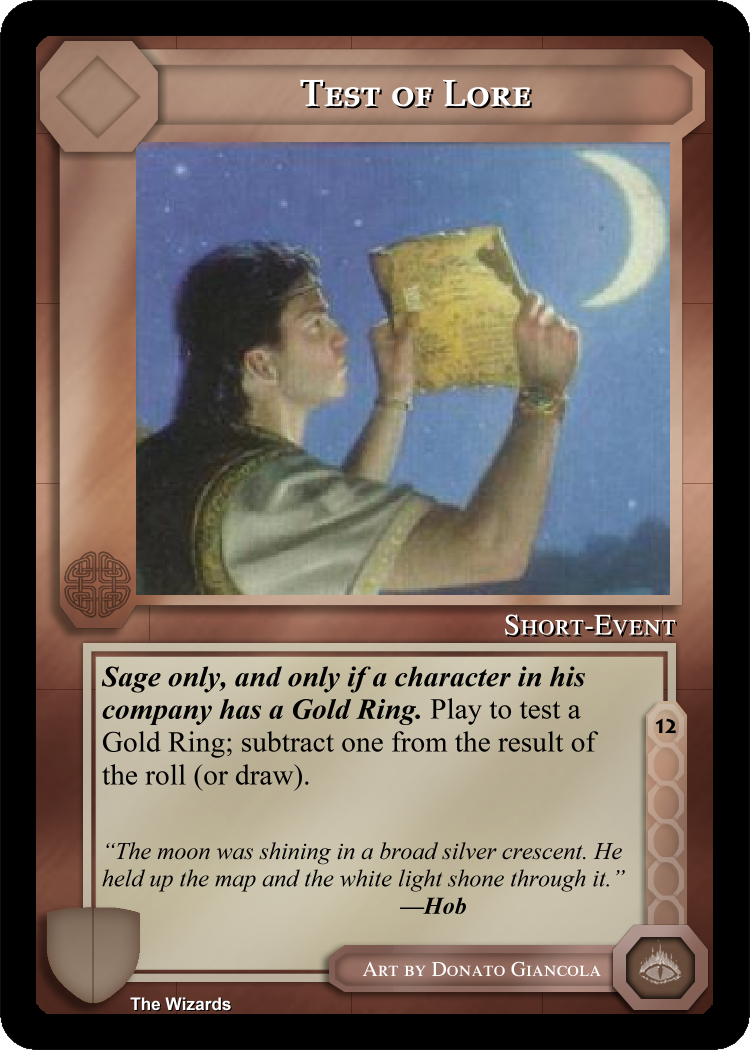 Test of Lore
Short-Event
Sage only, and only if a character in his
company has a Gold Ring. Play to test a
Gold Ring; subtract one from the result of
the roll (or draw).
12
“The moon was shining in a broad silver crescent. He
held up the map and the white light shone through it.”
—Hob
Art by Donato Giancola
The Wizards